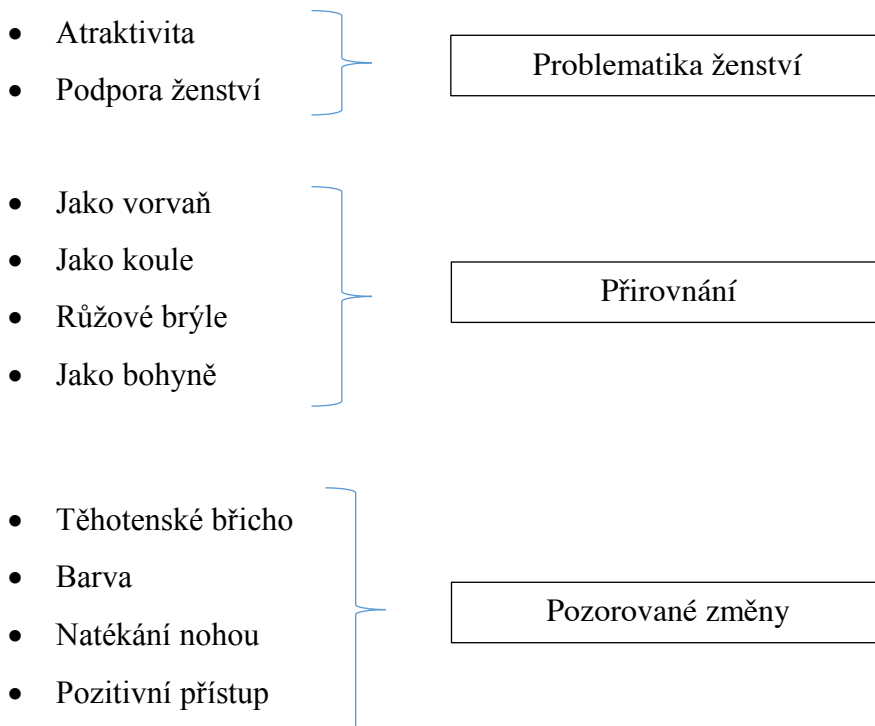 • Atraktivita
• Podpora ženství
Problematika ženství
• Jako vorvaň
• Jako koule
• Růžové brýle
• Jako bohyně
Přirovnání
• Těhotenské břicho
• Barva
• Natékání nohou
• Pozitivní přístup
Pozorované změny